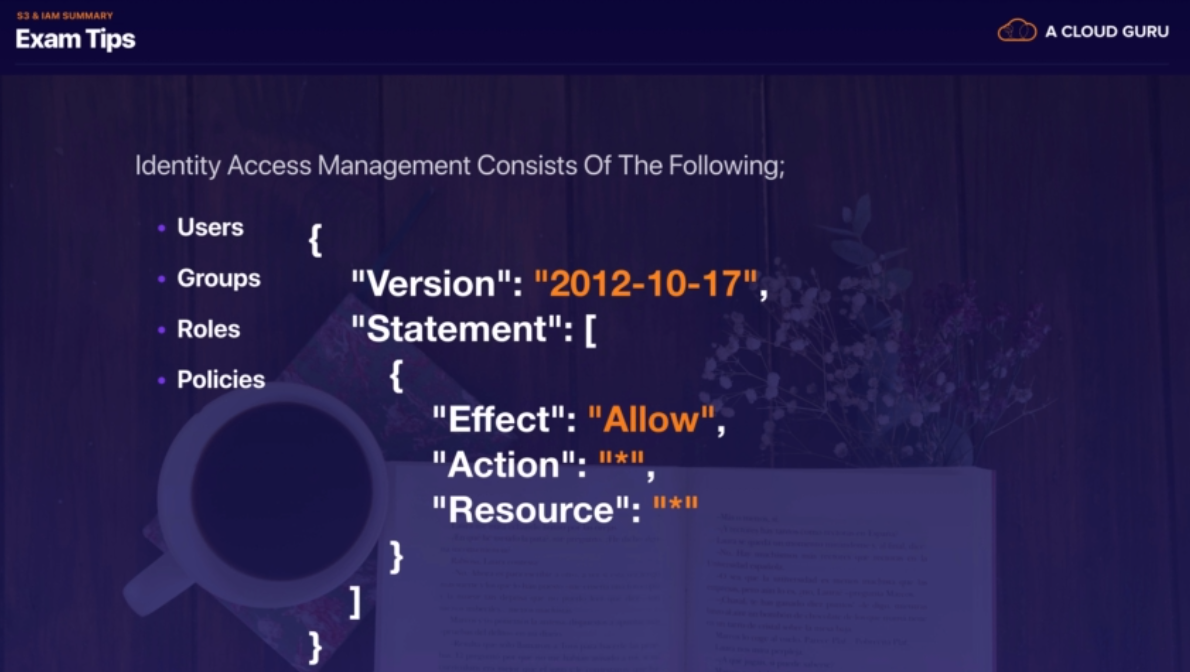 S3 & IAM SUMMARY
Exam Tips
A CLOUD GURU
Identity Access Management Consists Of The Following;
• Users
• Groups
• Roles
• Policies
{
"Version": "2012-10-17",
"Statement": [
{
"Effect": "Allow",
"Action": "*",
"Resource": "*"
}
]
}